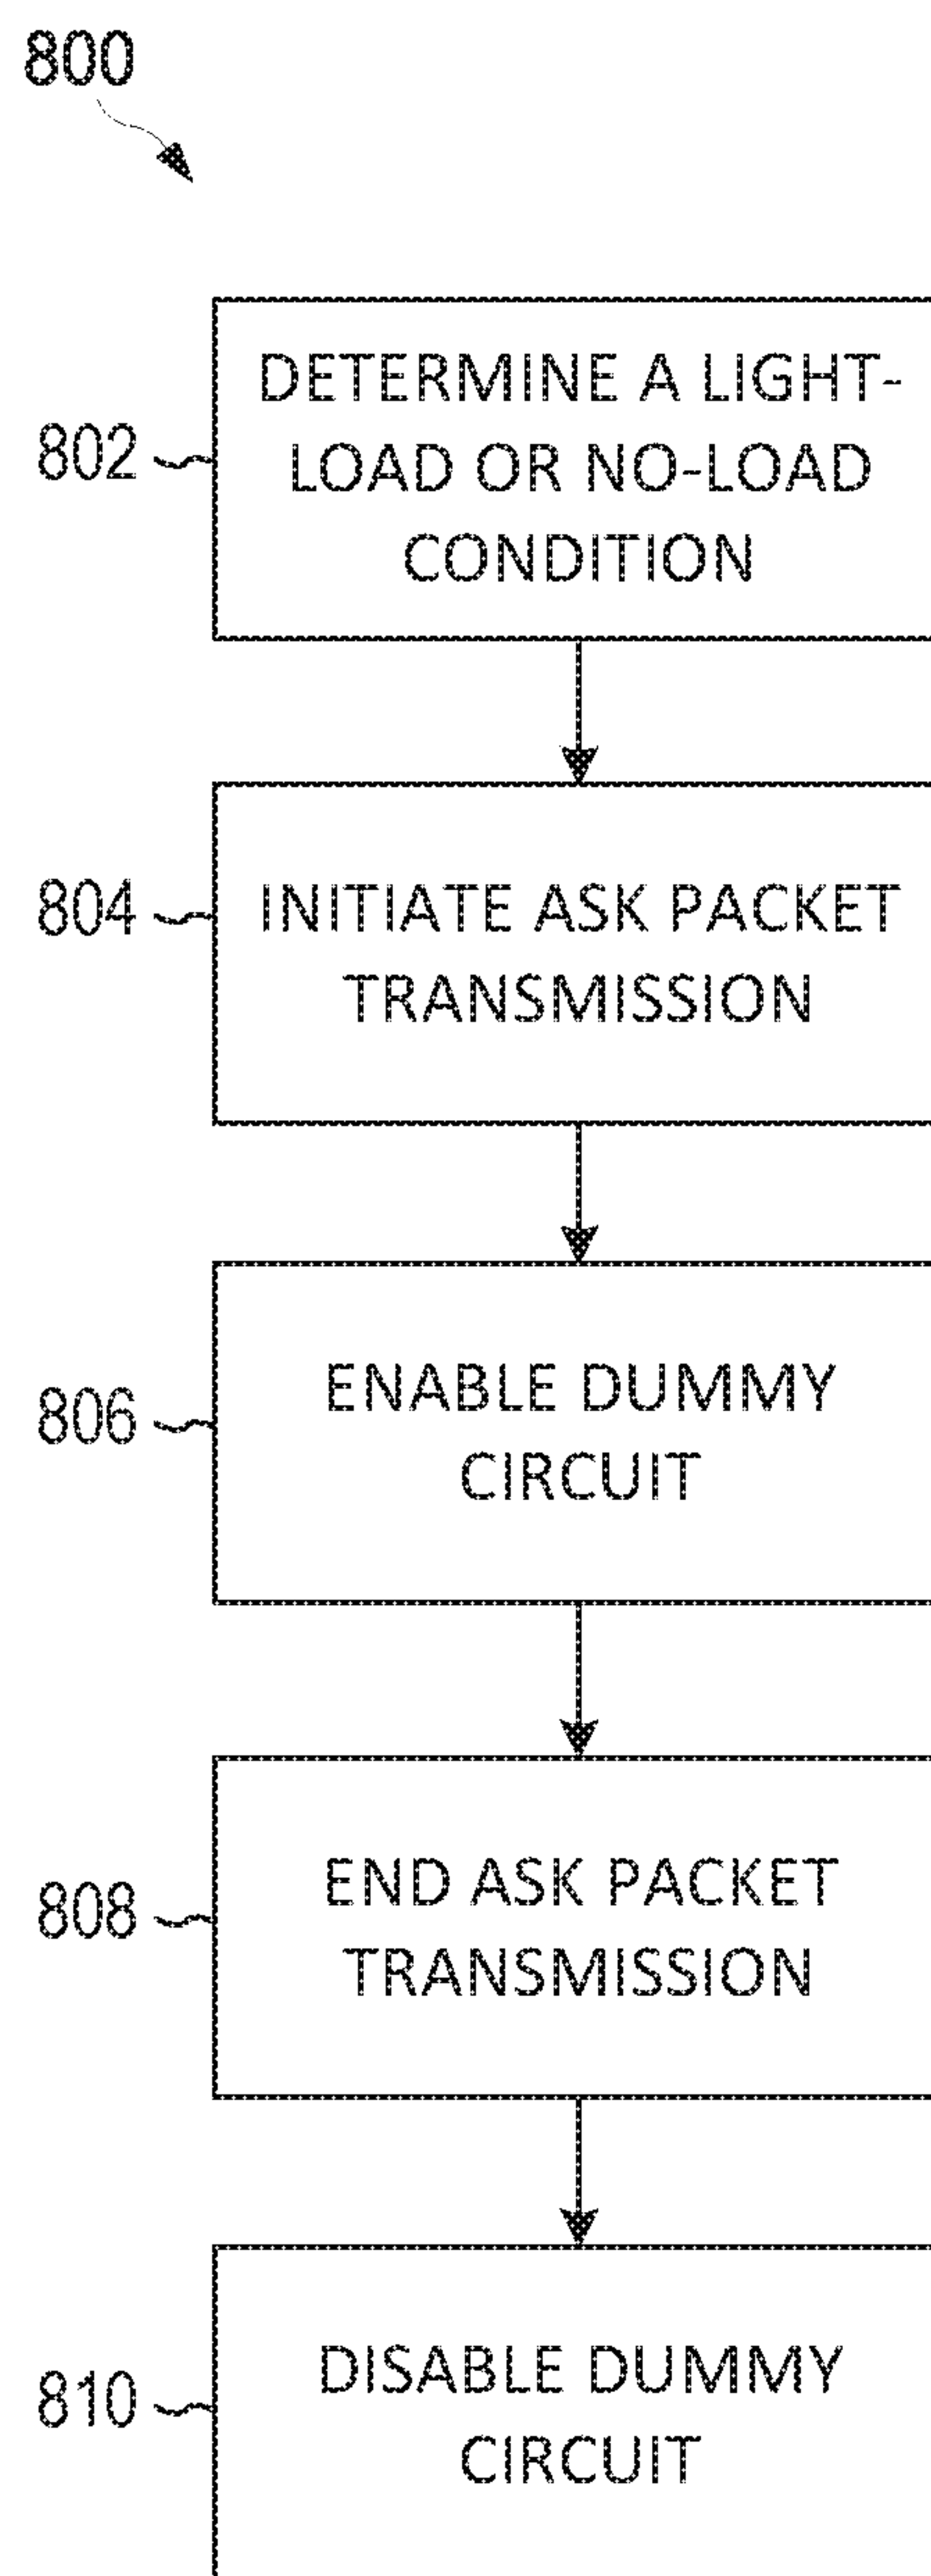 800
802
DETERMINE A LIGHT-
LOAD OR NO-LOAD
CONDITION
804
INITIATE ASK PACKET
TRANSMISSION
806
ENABLE DUMMY
CIRCUIT
808
END ASK PACKET
TRANSMISSION
810
DISABLE DUMMY
CIRCUIT